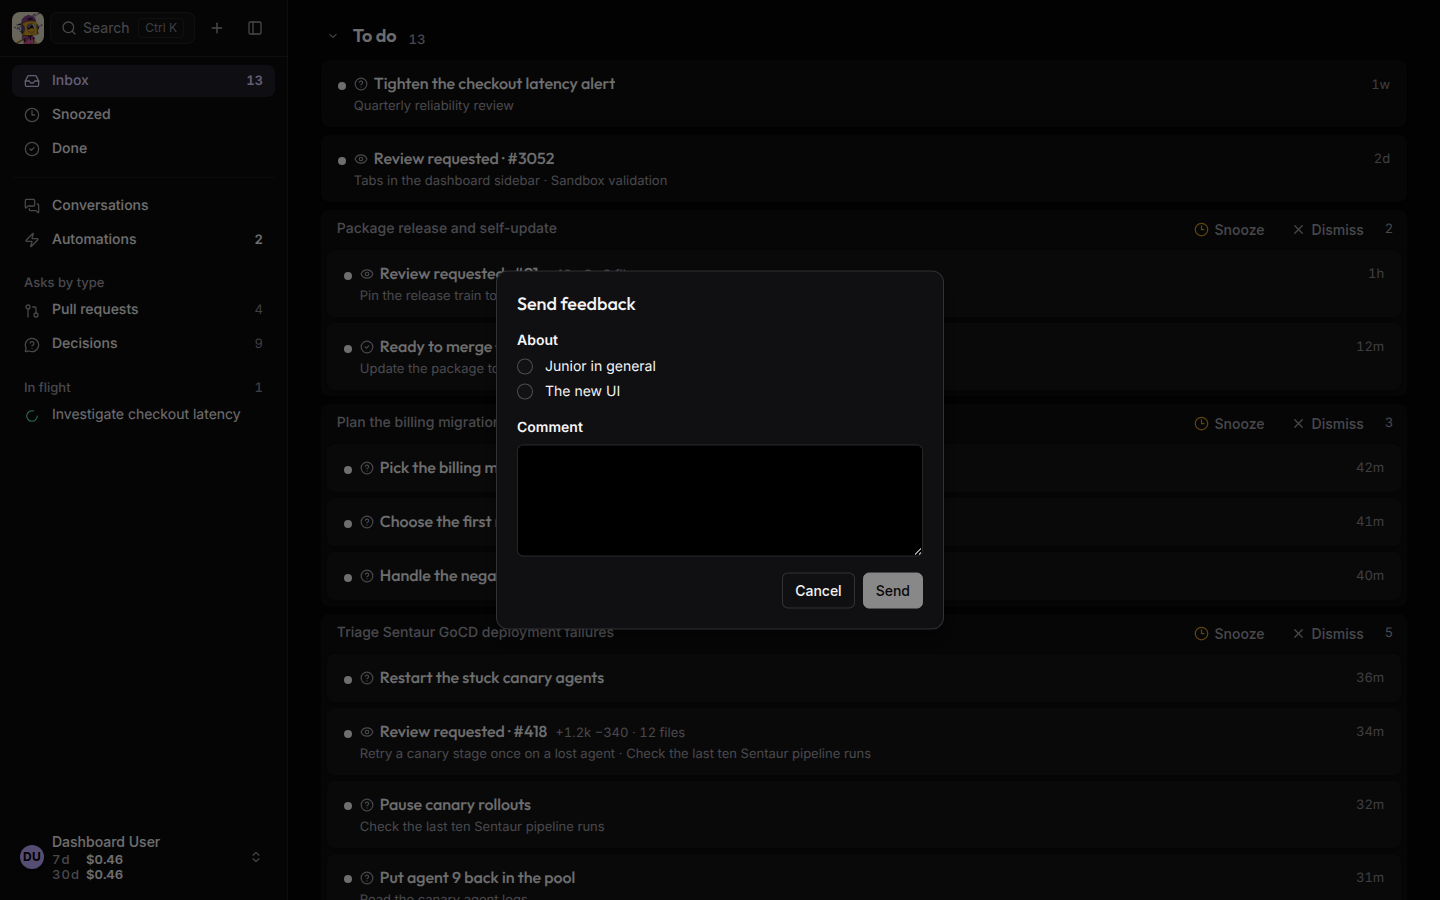 Search Ctrl K
Inbox 13
Snoozed
Done
Conversations
Automations 2
Asks by type
Pull requests 4
Decisions 9
In flight 1
Investigate checkout latency
Dashboard User
DU
7d $0.46
30d $0.46
To do 13
Tighten the checkout latency alert 1w
Quarterly reliability review
Review requested · #3052 2d
Tabs in the dashboard sidebar · Sandbox validation
Package release and self-update Snooze Dismiss 2
Review requested 1h
Pin the release train to
Ready to merge 12m
Update the package to
Plan the billing migration Snooze Dismiss 3
Pick the billing m 42m
Choose the first 41m
Handle the nega 40m
Triage Sentaur GoCD deployment failures Snooze Dismiss 5
Restart the stuck canary agents 36m
Review requested · #418 +1.2k −340 · 12 files 34m
Retry a canary stage once on a lost agent · Check the last ten Sentaur pipeline runs
Pause canary rollouts 32m
Check the last ten Sentaur pipeline runs
Put agent 9 back in the pool 31m
Read the canary agent logs
Send feedback
About
Junior in general
The new UI
Comment
Cancel Send